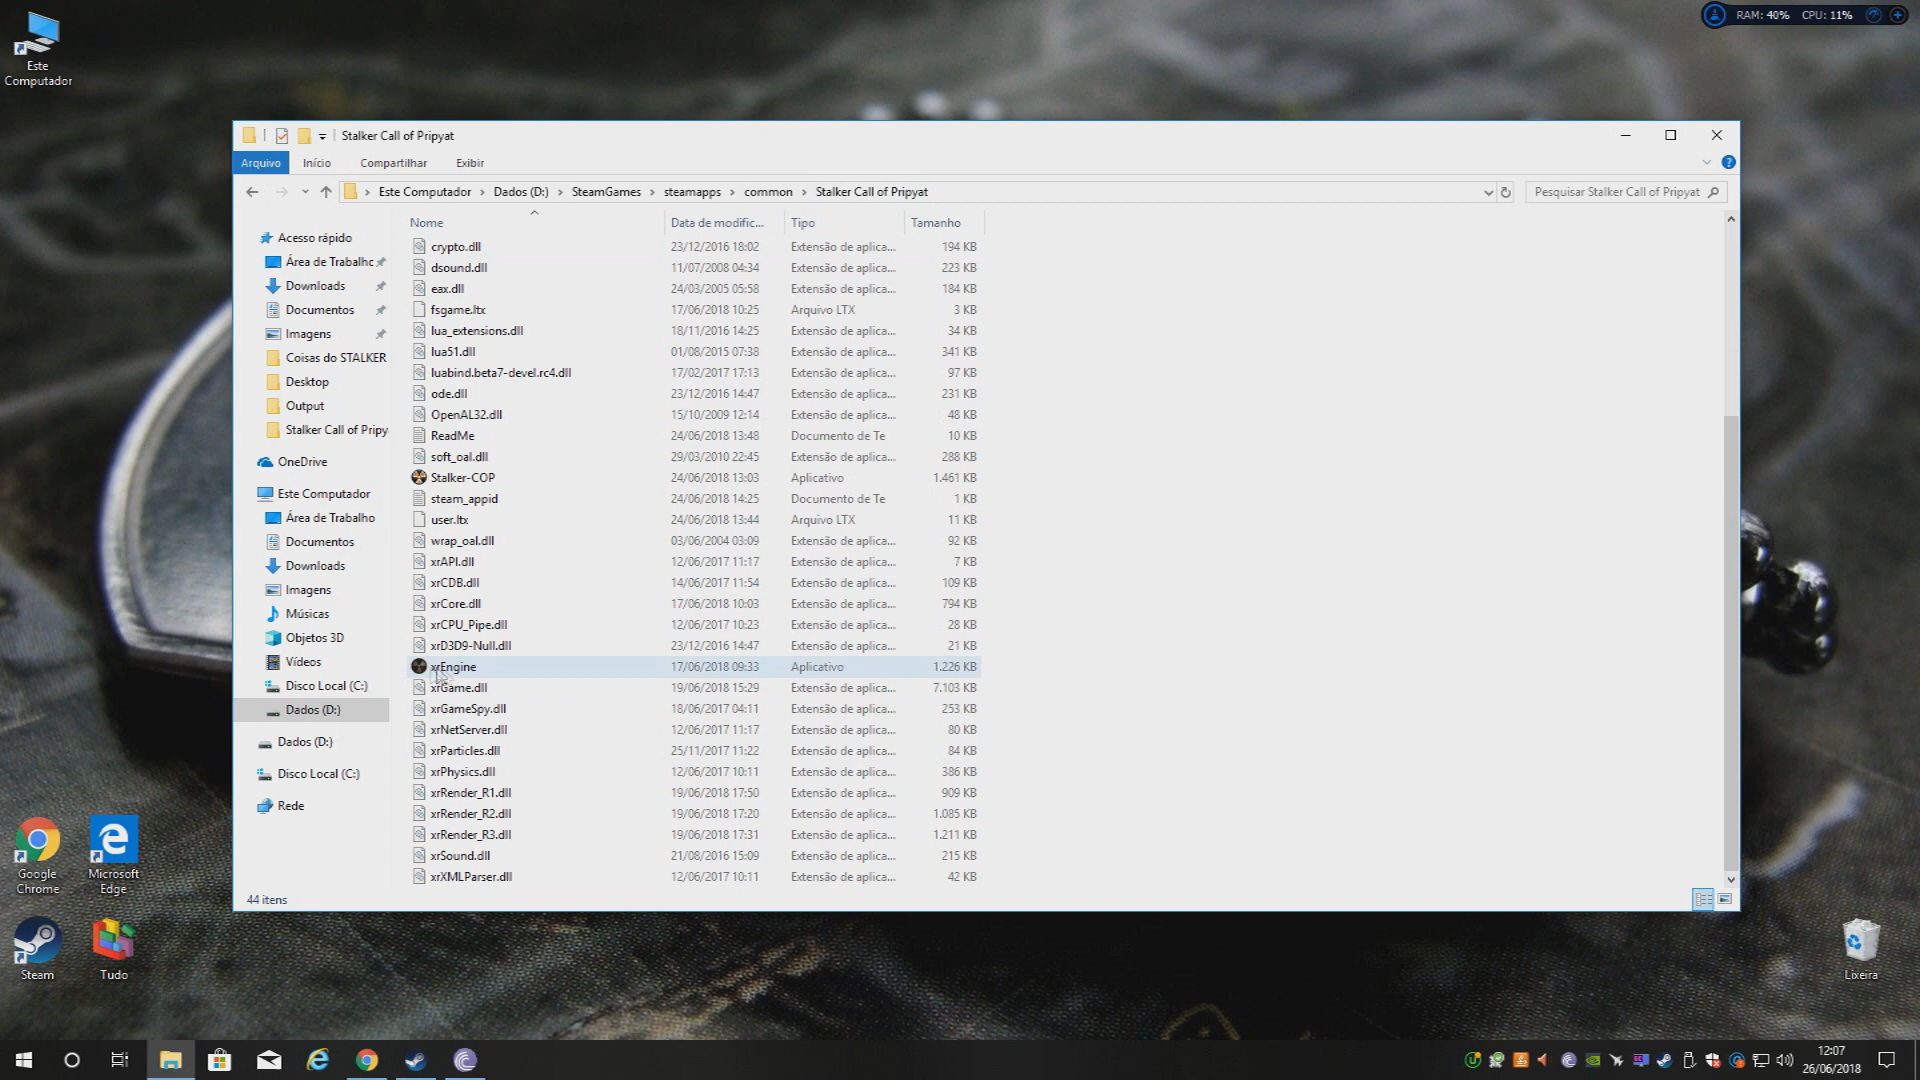 Este
Computador
RAM: 40% CPU: 11%
Stalker Call of Pripyat
Arquivo Início Compartilhar Exibir
Este Computador Dados (D:) SteamGames steamapps common Stalker Call of Pripyat
Pesquisar Stalker Call of Pripyat
Nome Data de modific... Tipo Tamanho
Acesso rápido
Área de Trabalhc
Downloads
Documentos
Imagens
Coisas do STALKER
Desktop
Output
Stalker Call of Pripy
OneDrive
Este Computador
Área de Trabalho
Documentos
Downloads
Imagens
Músicas
Objetos 3D
Vídeos
Disco Local (C:)
Dados (D:)
Dados (D:)
Disco Local (C:)
Rede
crypto.dll 23/12/2016 18:02 Extensão de aplica... 194 KB
dsound.dll 11/07/2008 04:34 Extensão de aplica... 223 KB
eax.dll 24/03/2005 05:58 Extensão de aplica... 184 KB
fsgame.ltx 17/06/2018 10:25 Arquivo LTX 3 KB
lua_extensions.dll 18/11/2016 14:25 Extensão de aplica... 34 KB
lua51.dll 01/08/2015 07:38 Extensão de aplica... 341 KB
luabind.beta7-devel.rc4.dll 17/02/2017 17:13 Extensão de aplica... 97 KB
ode.dll 23/12/2016 14:47 Extensão de aplica... 231 KB
OpenAL32.dll 15/10/2009 12:14 Extensão de aplica... 48 KB
ReadMe 24/06/2018 13:48 Documento de Te 10 KB
soft_oal.dll 29/03/2010 22:45 Extensão de aplica... 288 KB
Stalker-COP 24/06/2018 13:03 Aplicativo 1.461 KB
steam_appid 24/06/2018 14:25 Documento de Te 1 KB
user.ltx 24/06/2018 13:44 Arquivo LTX 11 KB
wrap_oal.dll 03/06/2004 03:09 Extensão de aplica... 92 KB
xrAPI.dll 12/06/2017 11:17 Extensão de aplica... 7 KB
xrCDB.dll 14/06/2017 11:54 Extensão de aplica... 109 KB
xrCore.dll 17/06/2018 10:03 Extensão de aplica... 794 KB
xrCPU_Pipe.dll 12/06/2017 10:23 Extensão de aplica... 28 KB
xrD3D9-Null.dll 23/12/2016 14:47 Extensão de aplica... 21 KB
xrEngine 17/06/2018 09:33 Aplicativo 1.226 KB
xrGame.dll 19/06/2018 15:29 Extensão de aplica... 7.103 KB
xrGameSpy.dll 18/06/2017 04:11 Extensão de aplica... 253 KB
xrNetServer.dll 12/06/2017 11:17 Extensão de aplica... 80 KB
xrParticles.dll 25/11/2017 11:22 Extensão de aplica... 84 KB
xrPhysics.dll 12/06/2017 10:11 Extensão de aplica... 386 KB
xrRender_R1.dll 19/06/2018 17:50 Extensão de aplica... 909 KB
xrRender_R2.dll 19/06/2018 17:20 Extensão de aplica... 1.085 KB
xrRender_R3.dll 19/06/2018 17:31 Extensão de aplica... 1.211 KB
xrSound.dll 21/08/2016 15:09 Extensão de aplica... 215 KB
xrXMLParser.dll 12/06/2017 10:11 Extensão de aplica... 42 KB
44 itens
Google
Chrome
Microsoft
Edge
Steam
Tudo
Lixeira
12:07
26/06/2018